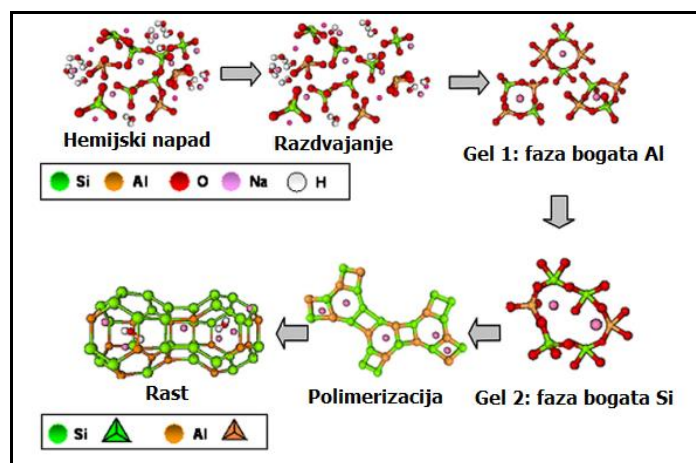 Hemijski napad
Razdvajanje
Gel 1: faza bogata Al
Si Al O Na H
Rast
Polimerizacija
Gel 2: faza bogata Si
Si Al